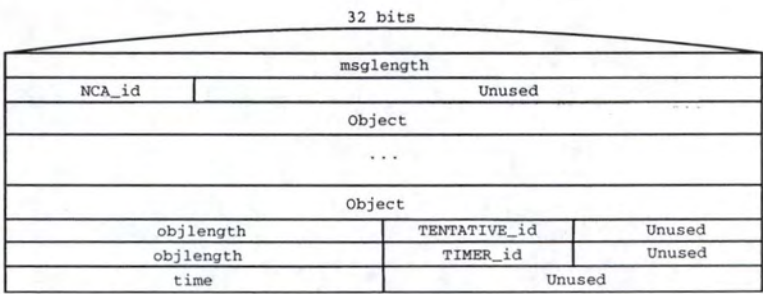 32 bits
msglength
NCA_id Unused
Object
...
Object
objlength TENTATIVE_id Unused
objlength TIMER_id Unused
time Unused